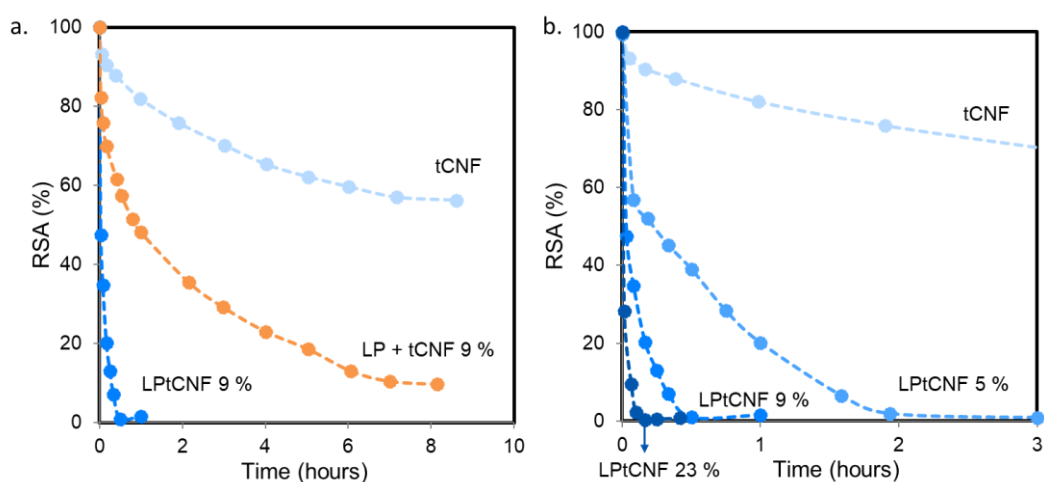 a.
100
80
60
40
20
0
RSA (%)
tCNF
LP + tCNF 9 %
LPtCNF 9 %
0 2 4 6 8 10
Time (hours)
b.
100
80
60
40
20
0
RSA (%)
tCNF
LPtCNF 5 %
LPtCNF 9 %
0 1 2 3
LPtCNF 23 %
Time (hours)